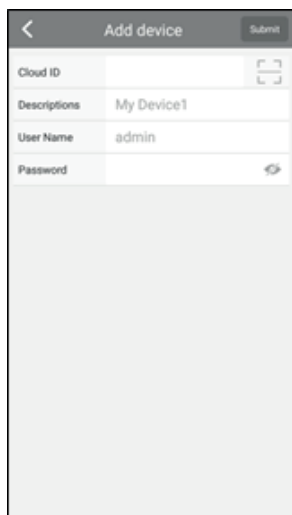 Add device Submit
Cloud ID
Descriptions My Device1
User Name admin
Password